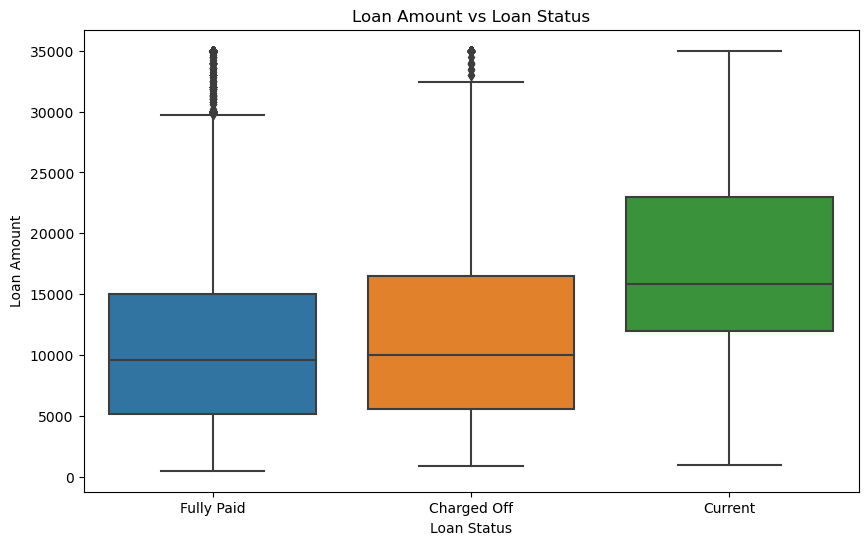 Loan Amount vs Loan Status
Loan Amount
35000
30000
25000
20000
15000
10000
5000
0
Fully Paid
Charged Off
Current
Loan Status